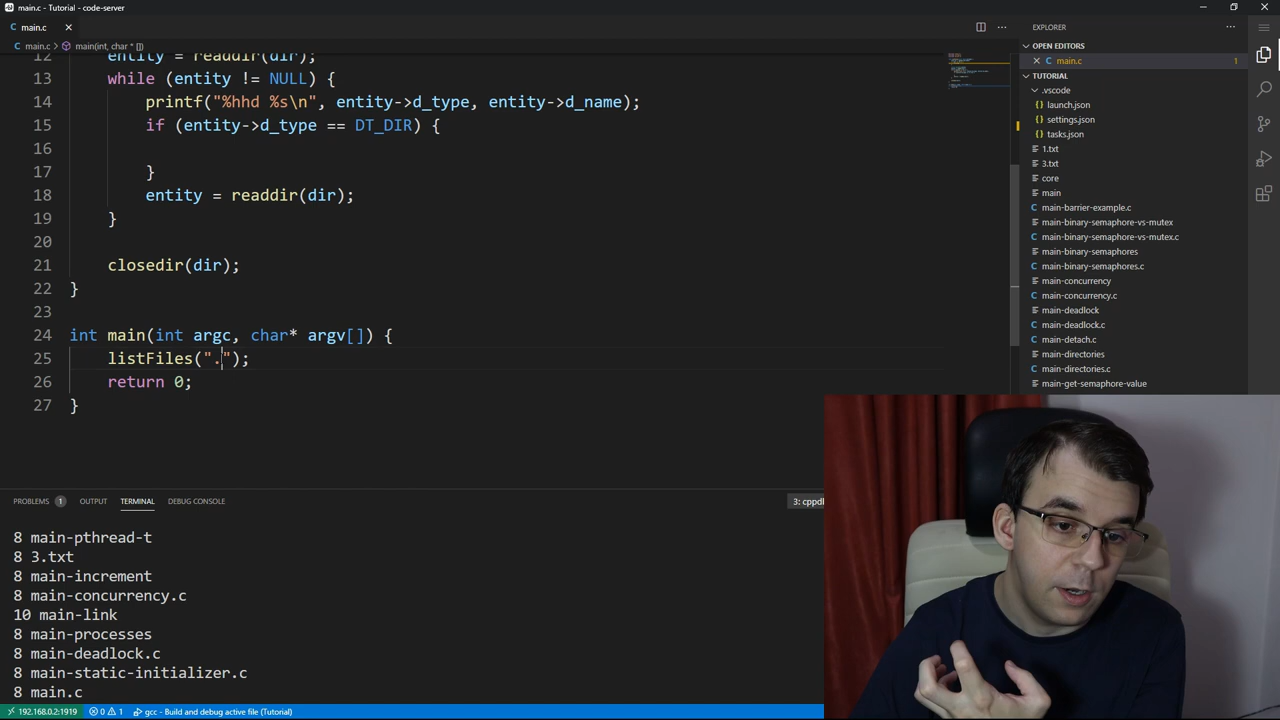 main.c - Tutorial - code-server
main.c
main.c > main(int, char * [])
12 entity = readdir(dir);
13 while (entity != NULL) {
14 printf("%hhd %s\n", entity->d_type, entity->d_name);
15 if (entity->d_type == DT_DIR) {
16
17 }
18 entity = readdir(dir);
19 }
20
21 closedir(dir);
22 }
23
24 int main(int argc, char* argv[]) {
25 listFiles(".");
26 return 0;
27 }
EXPLORER
OPEN EDITORS
main.c 1
TUTORIAL
.vscode
launch.json
settings.json
tasks.json
1.txt
3.txt
core
main
main-barrier-example.c
main-binary-semaphore-vs-mutex
main-binary-semaphore-vs-mutex.c
main-binary-semaphores
main-binary-semaphores.c
main-concurrency
main-concurrency.c
main-deadlock
main-deadlock.c
main-detach.c
main-directories
main-directories.c
main-get-semaphore-value
PROBLEMS 1 OUTPUT TERMINAL DEBUG CONSOLE
3: cppdb
8 main-pthread-t
8 3.txt
8 main-increment
8 main-concurrency.c
10 main-link
8 main-processes
8 main-deadlock.c
8 main-static-initializer.c
8 main.c
192.168.0.2:1919 0 1 gcc - Build and debug active file (Tutorial)